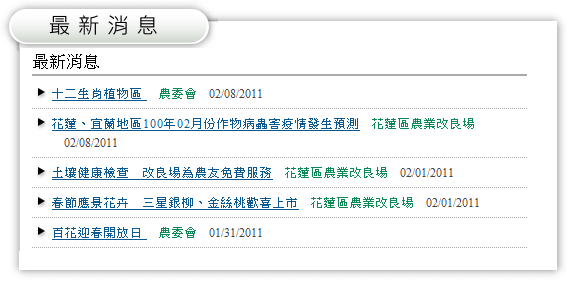 最新消息
最新消息
十二生肖植物區 農委會 02/08/2011
花蓮、宜蘭地區100年02月份作物病蟲害疫情發生預測 花蓮區農業改良場
02/08/2011
土壤健康檢查 改良場為農友免費服務 花蓮區農業改良場 02/01/2011
春節應景花卉 三星銀柳、金絲桃歡喜上市 花蓮區農業改良場 02/01/2011
百花迎春開放日 農委會 01/31/2011